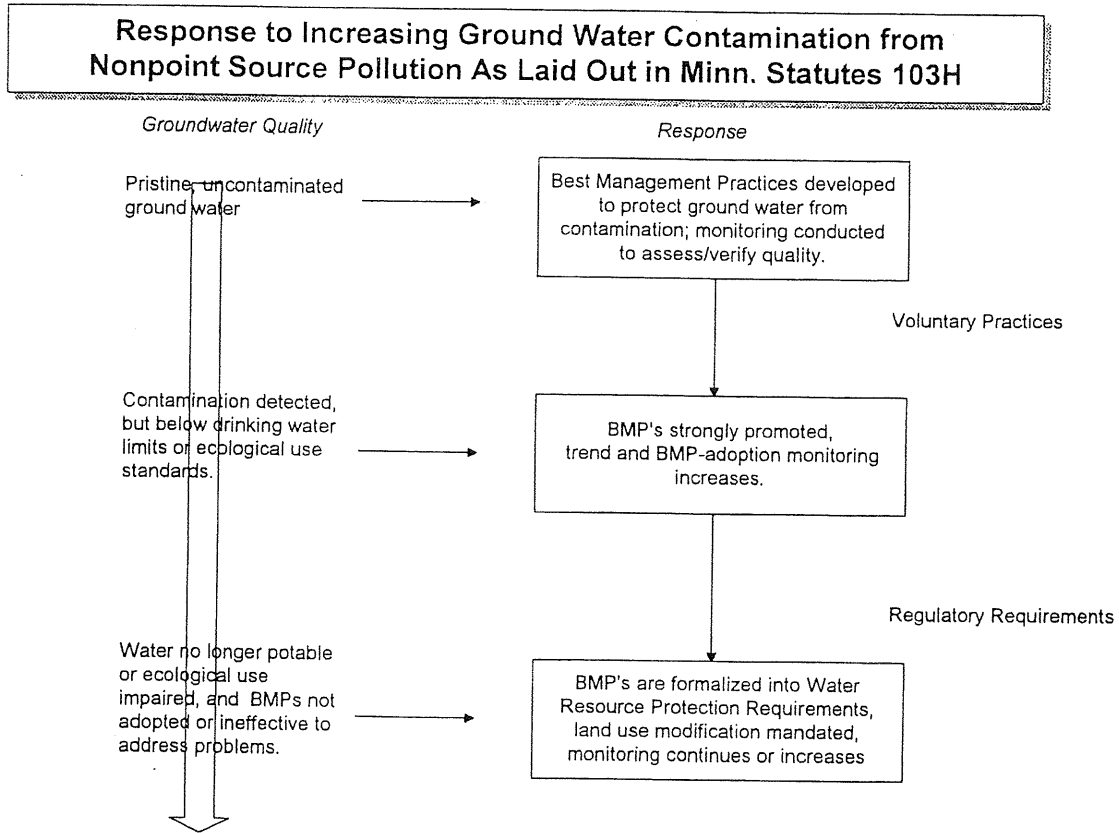 Response to Increasing Ground Water Contamination from
Nonpoint Source Pollution As Laid Out in Minn. Statutes 103H
Groundwater Quality
Response
Pristine, uncontaminated
ground water
Best Management Practices developed
to protect ground water from
contamination; monitoring conducted
to assess/verify quality.
Voluntary Practices
Contamination detected,
but below drinking water
limits or ecological use
standards.
BMP's strongly promoted,
trend and BMP-adoption monitoring
increases.
Regulatory Requirements
Water no longer potable
or ecological use
impaired, and BMPs not
adopted or ineffective to
address problems.
BMP's are formalized into Water
Resource Protection Requirements,
land use modification mandated,
monitoring continues or increases